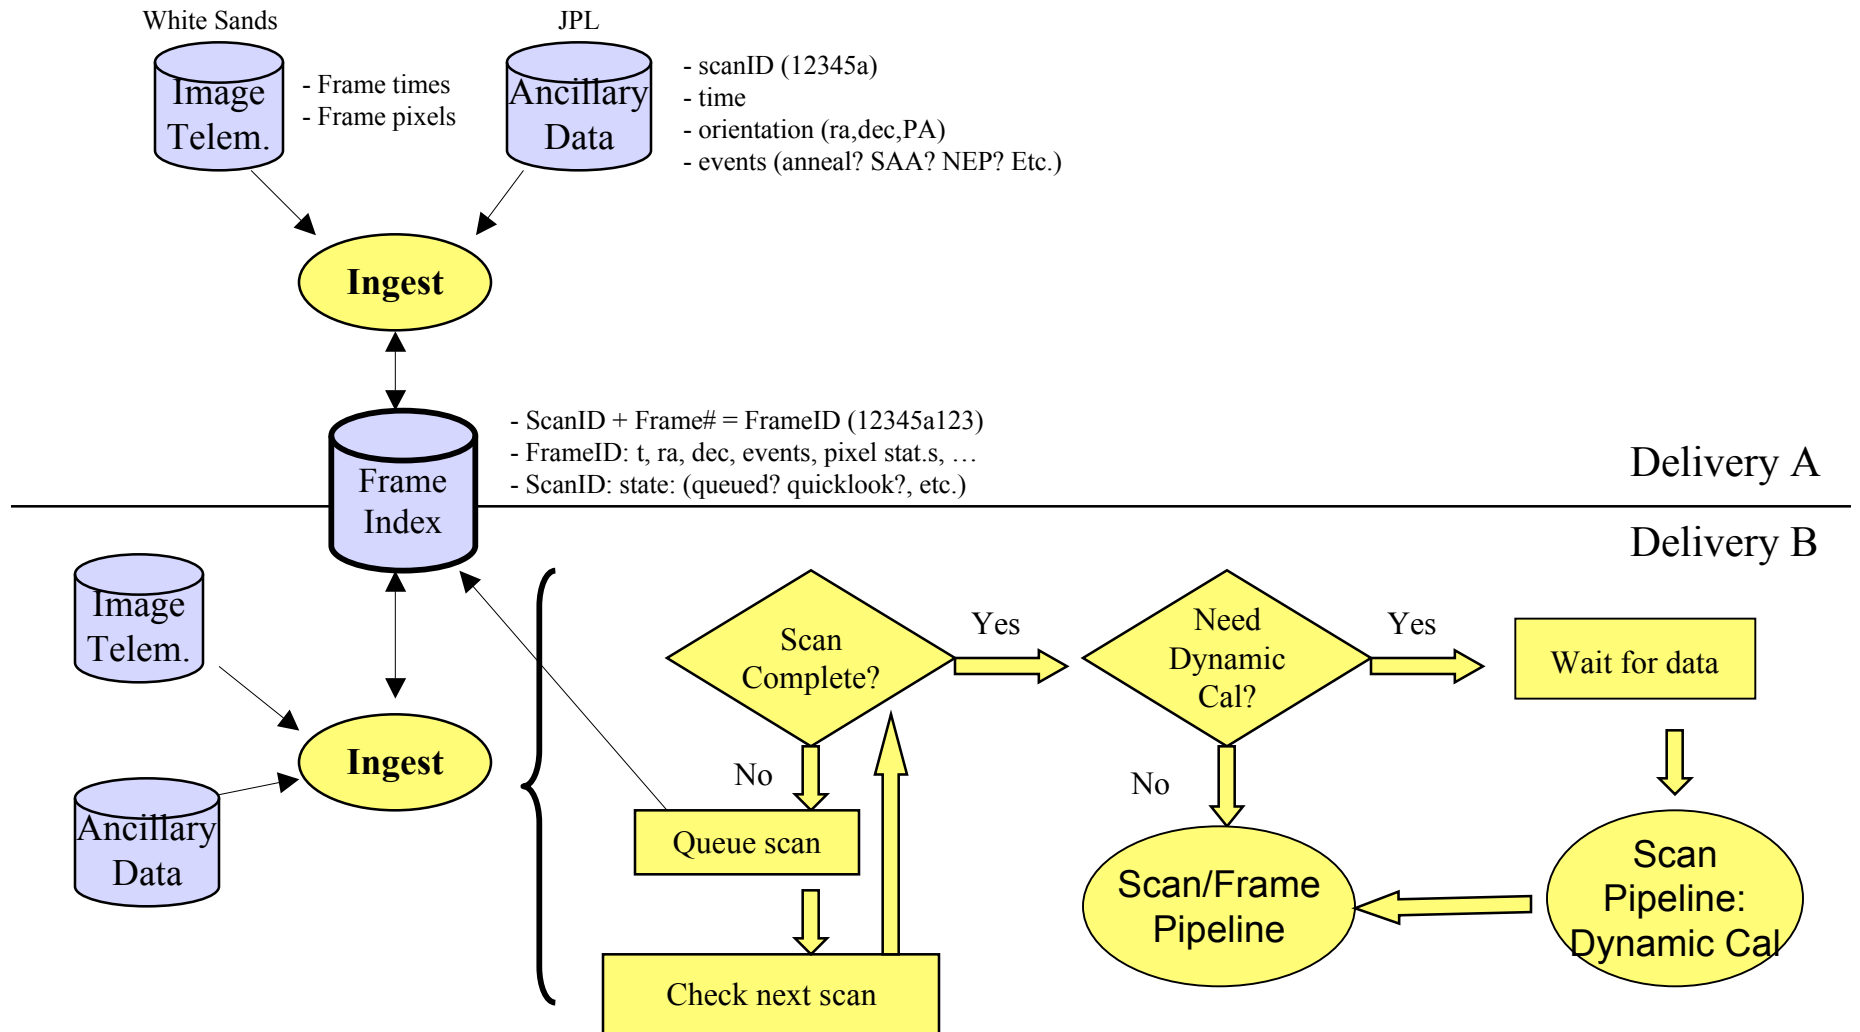 White Sands
JPL
Image
Telem.
- Frame times
- Frame pixels
Ancillary
Data
- scanID (12345a)
- time
- orientation (ra,dec,PA)
- events (anneal? SAA? NEP? Etc.)
Ingest
Frame
Index
- ScanID + Frame# = FrameID (12345a123)
- FrameID: t, ra, dec, events, pixel stat.s, …
- ScanID: state: (queued? quicklook?, etc.)
Delivery A
Delivery B
Image
Telem.
Ingest
Ancillary
Data
Scan
Complete?
Yes
No
Queue scan
Check next scan
Need
Dynamic
Cal?
Yes
No
Wait for data
Scan/Frame
Pipeline
Scan
Pipeline:
Dynamic Cal